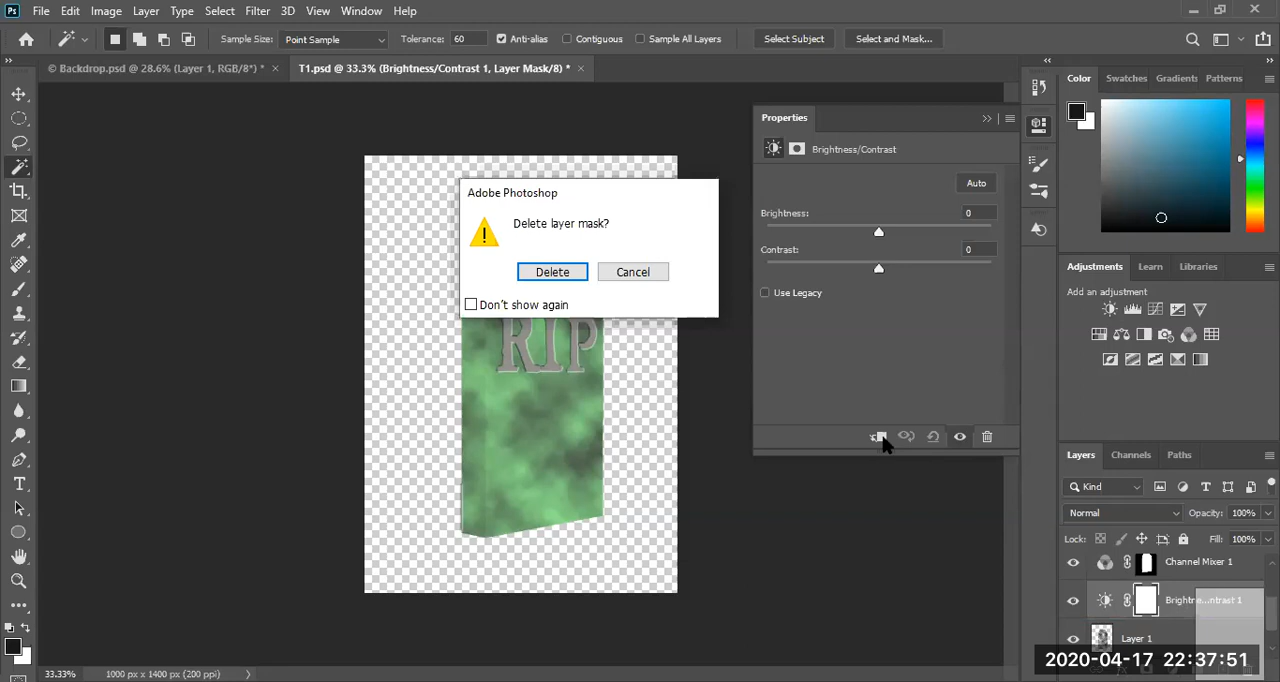 Ps File Edit Image Layer Type Select Filter 3D View Window Help
Sample Size: Point Sample Tolerance: 60 Anti-alias Contiguous Sample All Layers Select Subject Select and Mask...
© Backdrop.psd @ 28.6% (Layer 1, RGB/8*) * × T1.psd @ 33.3% (Brightness/Contrast 1, Layer Mask/8) * ×
Color Swatches Gradients Patterns
Properties
Brightness/Contrast
Auto
Adobe Photoshop
Delete layer mask?
Brightness: 0
Contrast: 0
Delete Cancel
Use Legacy
Don't show again
RIP
Adjustments Learn Libraries
Add an adjustment
Layers Channels Paths
Kind
Normal Opacity: 100%
Lock: Fill: 100%
Channel Mixer 1
Brightne...ontrast 1
Layer 1
2020-04-17 22:37:51
33.33% 1000 px x 1400 px (200 ppi)